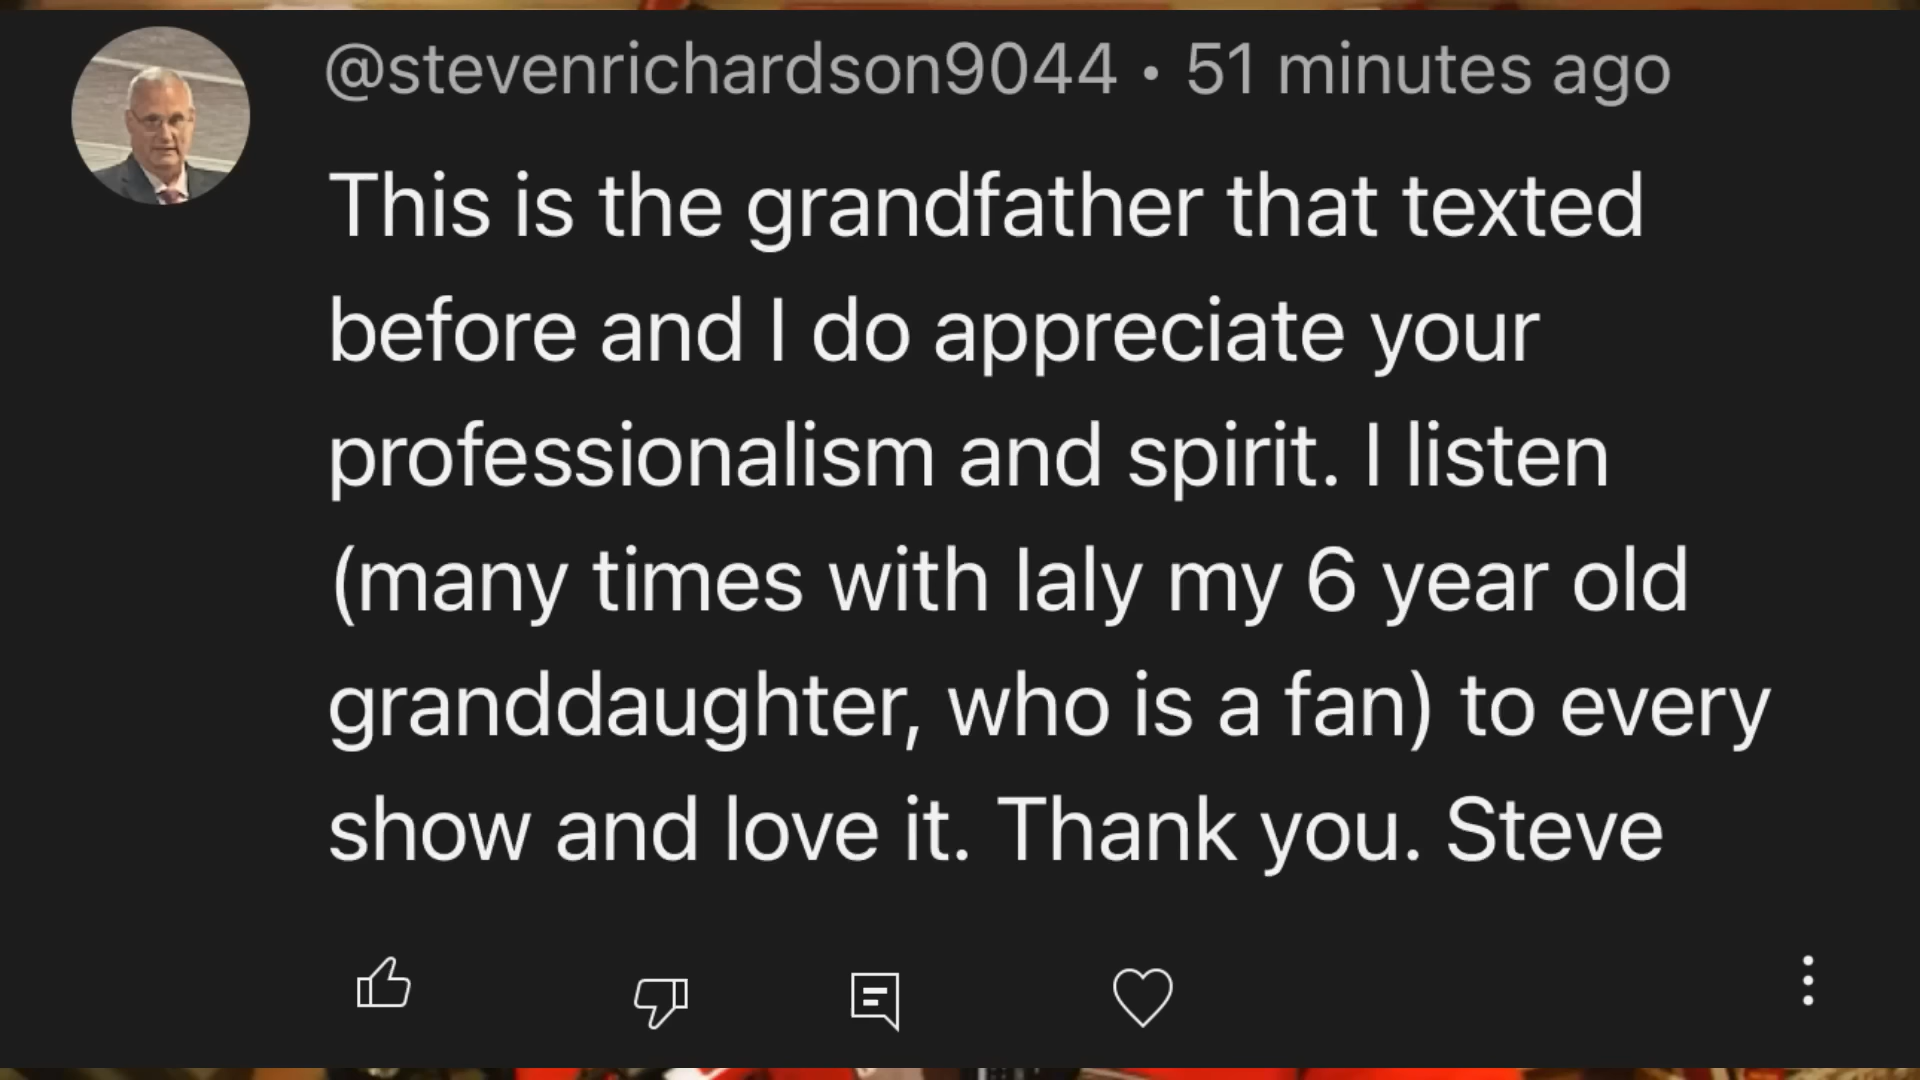 @stevenrichardson9044 • 51 minutes ago
This is the grandfather that texted
before and I do appreciate your
professionalism and spirit. I listen
(many times with laly my 6 year old
granddaughter, who is a fan) to every
show and love it. Thank you. Steve